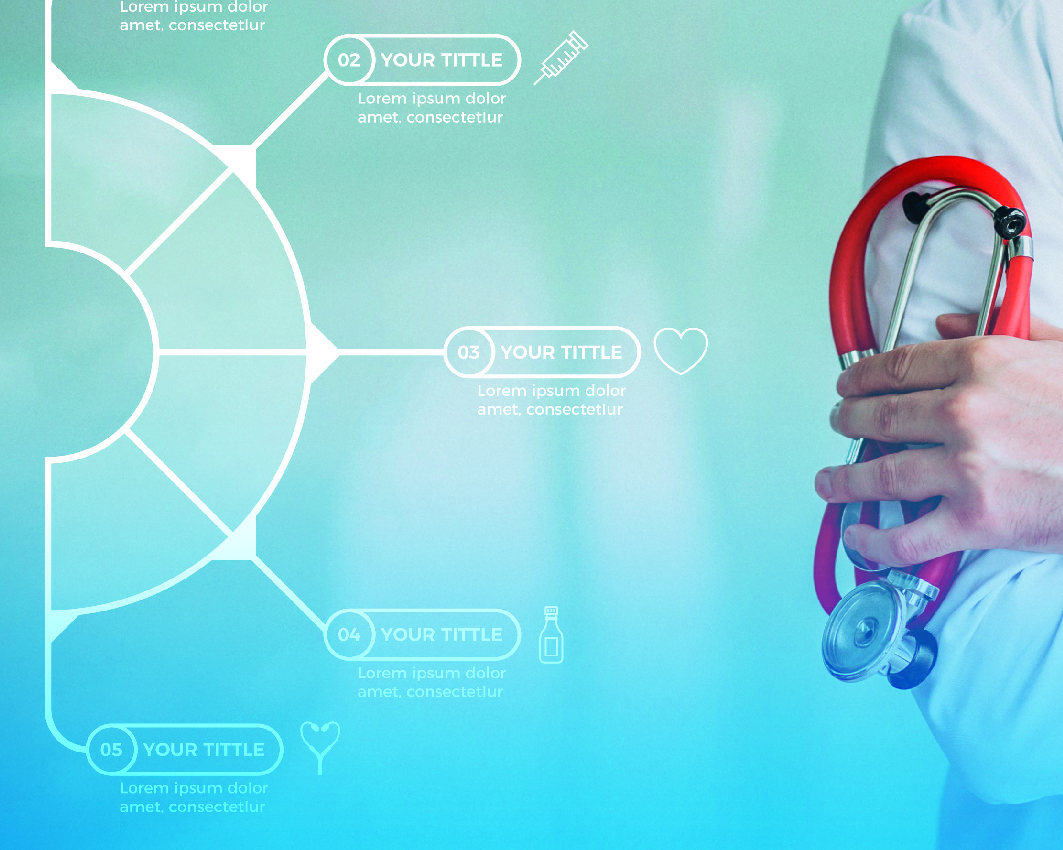 Lorem ipsum dolor
amet, consectetlur
02 YOUR TITTLE
Lorem ipsum dolor
amet. consectetlur
03 YOUR TITTLE
Lorem ipsum dolor
amet, consectetlur
04 YOUR TITTLE
Lorem ipsum dolor
amet, consectetlur
05 YOUR TITTLE
Lorem ipsum dolor
amet, consectetlur